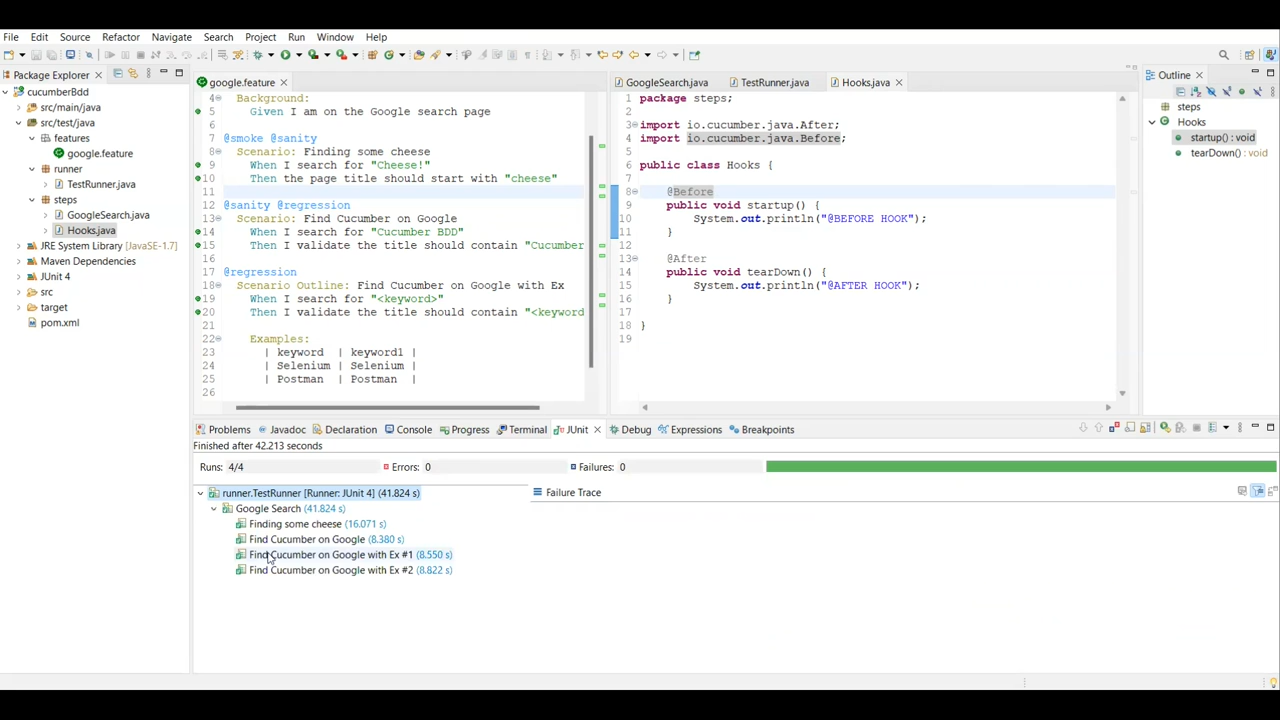 File Edit Source Refactor Navigate Search Project Run Window Help
Package Explorer
cucumberBdd
src/main/java
src/test/java
features
google.feature
runner
TestRunner.java
steps
GoogleSearch.java
Hooks.java
JRE System Library [JavaSE-1.7]
Maven Dependencies
JUnit 4
src
target
pom.xml
google.feature
4 Background:
5 Given I am on the Google search page
6
7 @smoke @sanity
8 Scenario: Finding some cheese
9 When I search for "Cheese!"
10 Then the page title should start with "cheese"
11
12 @sanity @regression
13 Scenario: Find Cucumber on Google
14 When I search for "Cucumber BDD"
15 Then I validate the title should contain "Cucumber
16
17 @regression
18 Scenario Outline: Find Cucumber on Google with Ex
19 When I search for "<keyword>"
20 Then I validate the title should contain "<keyword
21
22 Examples:
23 | keyword | keyword1 |
24 | Selenium | Selenium |
25 | Postman | Postman |
26
GoogleSearch.java TestRunner.java Hooks.java
1 package steps;
2
3 import io.cucumber.java.After;
4 import io.cucumber.java.Before;
5
6 public class Hooks {
7
8 @Before
9 public void startup() {
10 System.out.println("@BEFORE HOOK");
11 }
12
13 @After
14 public void tearDown() {
15 System.out.println("@AFTER HOOK");
16 }
17
18 }
19
Outline
steps
Hooks
startup() : void
tearDown() : void
Problems Javadoc Declaration Console Progress Terminal JUnit Debug Expressions Breakpoints
Finished after 42.213 seconds
Runs: 4/4 Errors: 0 Failures: 0
runner.TestRunner [Runner: JUnit 4] (41.824 s)
Google Search (41.824 s)
Finding some cheese (16.071 s)
Find Cucumber on Google (8.380 s)
Find Cucumber on Google with Ex #1 (8.550 s)
Find Cucumber on Google with Ex #2 (8.822 s)
Failure Trace